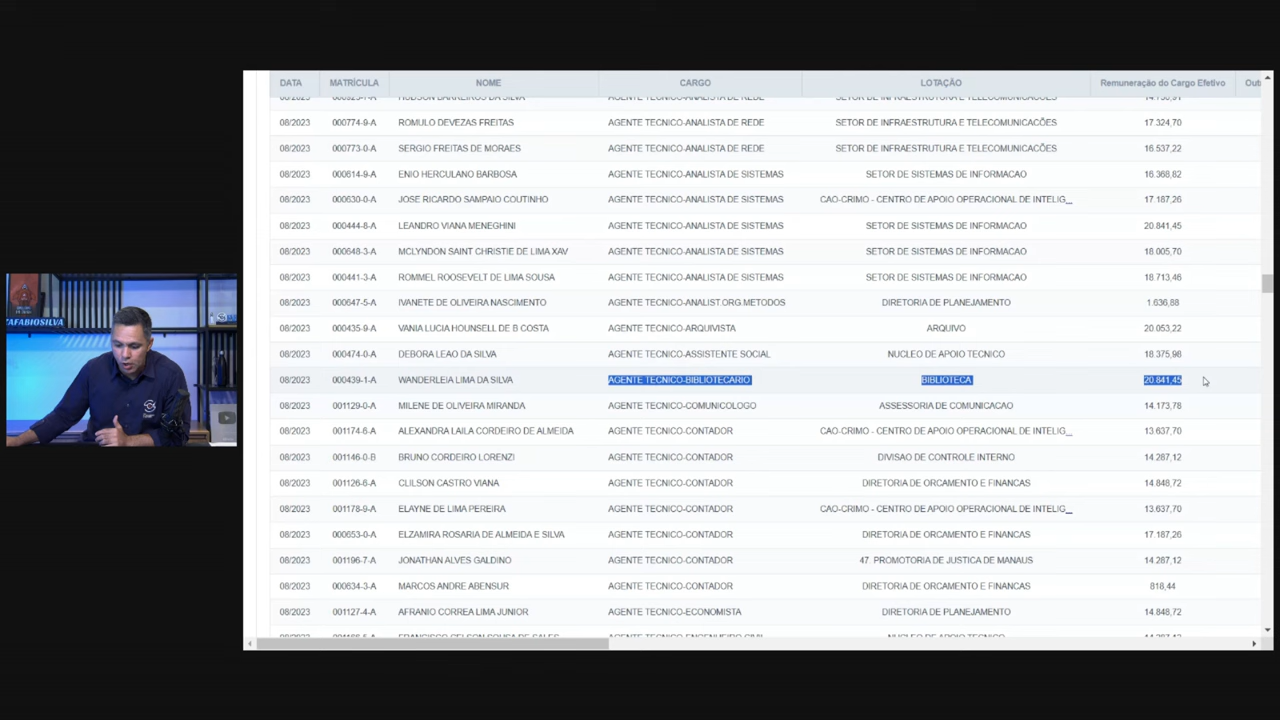 DATA MATRÍCULA NOME CARGO LOTAÇÃO Remuneração do Cargo Efetivo
08/2023 000774-9-A ROMULO DEVEZAS FREITAS AGENTE TECNICO-ANALISTA DE REDE SETOR DE INFRAESTRUTURA E TELECOMUNICACÕES 17.324,70
08/2023 000773-0-A SERGIO FREITAS DE MORAES AGENTE TECNICO-ANALISTA DE REDE SETOR DE INFRAESTRUTURA E TELECOMUNICACÕES 16.537,22
08/2023 000614-9-A ENIO HERCULANO BARBOSA AGENTE TECNICO-ANALISTA DE SISTEMAS SETOR DE SISTEMAS DE INFORMACAO 16.368,82
08/2023 000630-0-A JOSE RICARDO SAMPAIO COUTINHO AGENTE TECNICO-ANALISTA DE SISTEMAS CAO-CRIMO - CENTRO DE APOIO OPERACIONAL DE INTELIG_ 17.187,26
08/2023 000444-8-A LEANDRO VIANA MENEGHINI AGENTE TECNICO-ANALISTA DE SISTEMAS SETOR DE SISTEMAS DE INFORMACAO 20.841,45
08/2023 000648-3-A MCLYNDON SAINT CHRISTIE DE LIMA XAV AGENTE TECNICO-ANALISTA DE SISTEMAS SETOR DE SISTEMAS DE INFORMACAO 18.005,70
08/2023 000441-3-A ROMMEL ROOSEVELT DE LIMA SOUSA AGENTE TECNICO-ANALISTA DE SISTEMAS SETOR DE SISTEMAS DE INFORMACAO 18.713,46
08/2023 000647-5-A IVANETE DE OLIVEIRA NASCIMENTO AGENTE TECNICO-ANALIST.ORG.METODOS DIRETORIA DE PLANEJAMENTO 1.636,88
08/2023 000435-9-A VANIA LUCIA HOUNSELL DE B COSTA AGENTE TECNICO-ARQUIVISTA ARQUIVO 20.053,22
08/2023 000474-0-A DEBORA LEAO DA SILVA AGENTE TECNICO-ASSISTENTE SOCIAL NUCLEO DE APOIO TECNICO 18.375,98
08/2023 000439-1-A WANDERLEIA LIMA DA SILVA AGENTE TECNICO-BIBLIOTECARIO BIBLIOTECA 20.841,45
08/2023 001129-0-A MILENE DE OLIVEIRA MIRANDA AGENTE TECNICO-COMUNICOLOGO ASSESSORIA DE COMUNICACAO 14.173,78
08/2023 001174-6-A ALEXANDRA LAILA CORDEIRO DE ALMEIDA AGENTE TECNICO-CONTADOR CAO-CRIMO - CENTRO DE APOIO OPERACIONAL DE INTELIG_ 13.637,70
08/2023 001146-0-B BRUNO CORDEIRO LORENZI AGENTE TECNICO-CONTADOR DIVISAO DE CONTROLE INTERNO 14.287,12
08/2023 001126-6-A CLILSON CASTRO VIANA AGENTE TECNICO-CONTADOR DIRETORIA DE ORCAMENTO E FINANCAS 14.848,72
08/2023 001178-9-A ELAYNE DE LIMA PEREIRA AGENTE TECNICO-CONTADOR CAO-CRIMO - CENTRO DE APOIO OPERACIONAL DE INTELIG_ 13.637,70
08/2023 000653-0-A ELZAMIRA ROSARIA DE ALMEIDA E SILVA AGENTE TECNICO-CONTADOR DIRETORIA DE ORCAMENTO E FINANCAS 17.187,26
08/2023 001196-7-A JONATHAN ALVES GALDINO AGENTE TECNICO-CONTADOR 47. PROMOTORIA DE JUSTICA DE MANAUS 14.287,12
08/2023 000634-3-A MARCOS ANDRE ABENSUR AGENTE TECNICO-CONTADOR DIRETORIA DE ORCAMENTO E FINANCAS 818,44
08/2023 001127-4-A AFRANIO CORREA LIMA JUNIOR AGENTE TECNICO-ECONOMISTA DIRETORIA DE PLANEJAMENTO 14.848,72